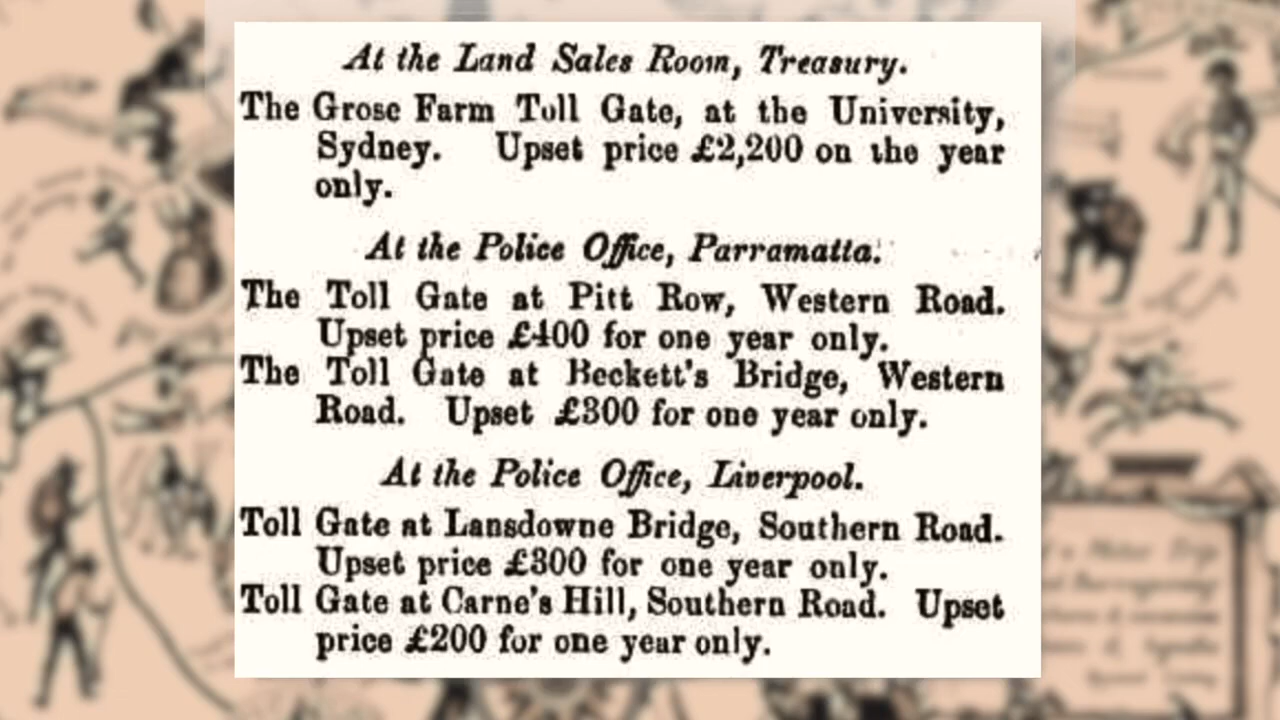 At the Land Sales Room, Treasury.
The Grose Farm Toll Gate, at the University,
Sydney. Upset price £2,200 on the year
only.
At the Police Office, Parramatta.
The Toll Gate at Pitt Row, Western Road.
Upset price £400 for one year only.
The Toll Gate at Beckett's Bridge, Western
Road. Upset £300 for one year only.
At the Police Office, Liverpool.
Toll Gate at Lansdowne Bridge, Southern Road.
Upset price £300 for one year only.
Toll Gate at Carne's Hill, Southern Road. Upset
price £200 for one year only.